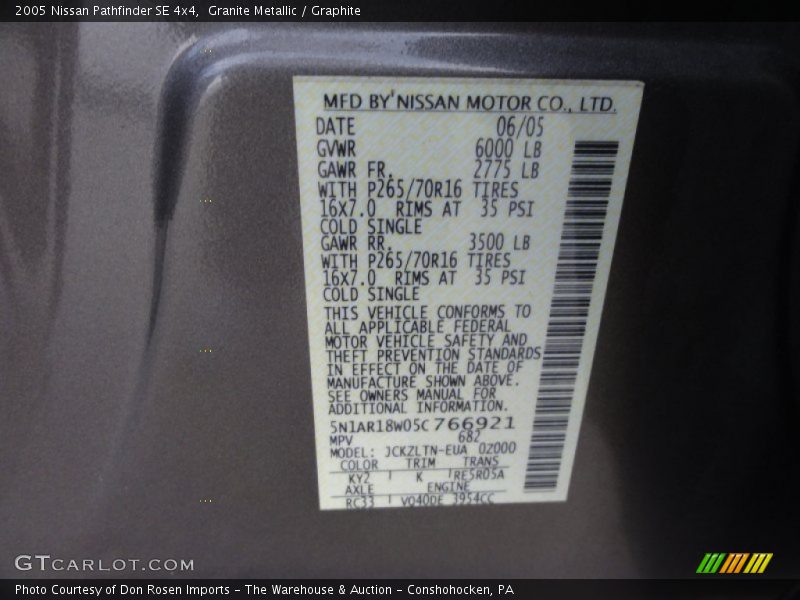 2005 Nissan Pathfinder SE 4x4,  Granite Metallic / Graphite
MFD BY NISSAN MOTOR CO., LTD.
DATE 06/05
GVWR 6000 LB
GAWR FR. 2775 LB
WITH P265/70R16 TIRES
16X7.0 RIMS AT 35 PSI
COLD SINGLE
GAWR RR. 3500 LB
WITH P265/70R16 TIRES
16X7.0 RIMS AT 35 PSI
COLD SINGLE
THIS VEHICLE CONFORMS TO
ALL APPLICABLE FEDERAL
MOTOR VEHICLE SAFETY AND
THEFT PREVENTION STANDARDS
IN EFFECT ON THE DATE OF
MANUFACTURE SHOWN ABOVE.
SEE OWNERS MANUAL FOR
ADDITIONAL INFORMATION.
5N1AR18W05C766921
MPV 682
MODEL: JCKZLTN-EUA 0Z000
COLOR TRIM TRANS
KY2 K RE5R05A
AXLE ENGINE
RC33 VQ40DE 3954CC
GTCARLOT.COM
Photo Courtesy of Don Rosen Imports – The Warehouse & Auction – Conshohocken, PA